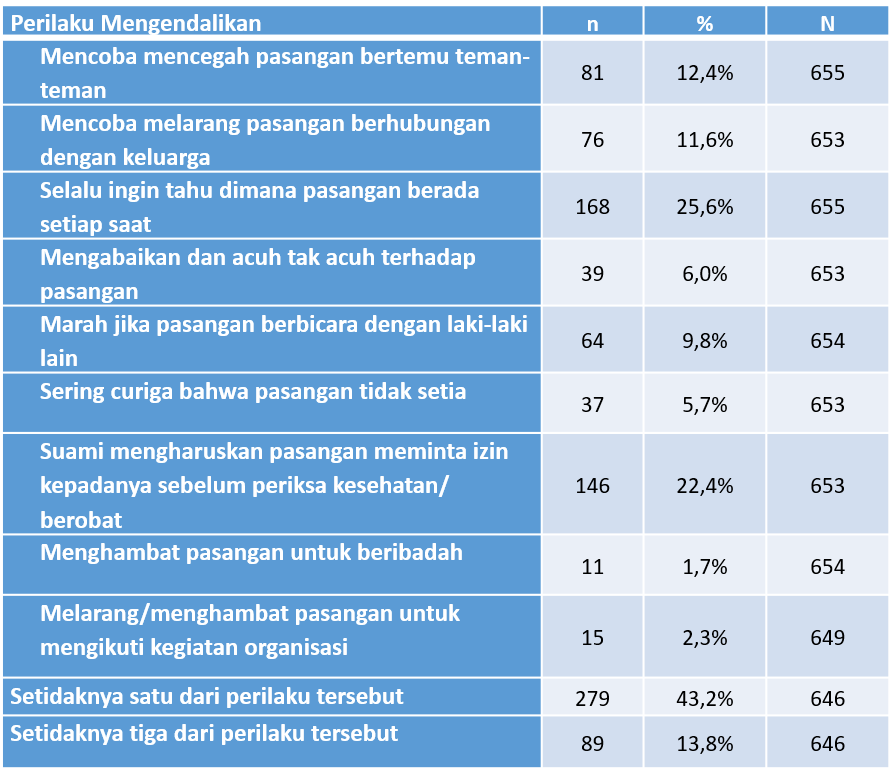 Perilaku Mengendalikan n % N
Mencoba mencegah pasangan bertemu teman-
teman 81 12,4% 655
Mencoba melarang pasangan berhubungan
dengan keluarga 76 11,6% 653
Selalu ingin tahu dimana pasangan berada
setiap saat 168 25,6% 655
Mengabaikan dan acuh tak acuh terhadap
pasangan 39 6,0% 653
Marah jika pasangan berbicara dengan laki-laki
lain 64 9,8% 654
Sering curiga bahwa pasangan tidak setia 37 5,7% 653
Suami mengharuskan pasangan meminta izin
kepadanya sebelum periksa kesehatan/ 146 22,4% 653
berobat
Menghambat pasangan untuk beribadah 11 1,7% 654
Melarang/menghambat pasangan untuk
mengikuti kegiatan organisasi 15 2,3% 649
Setidaknya satu dari perilaku tersebut 279 43,2% 646
Setidaknya tiga dari perilaku tersebut 89 13,8% 646